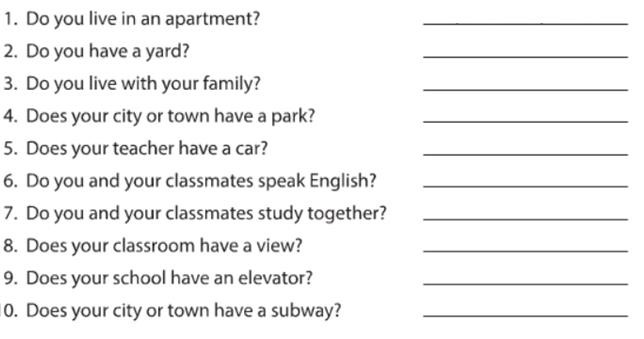 1. Do you live in an apartment?
2. Do you have a yard?
3. Do you live with your family?
4. Does your city or town have a park?
5. Does your teacher have a car?
6. Do you and your classmates speak English?
7. Do you and your classmates study together?
8. Does your classroom have a view?
9. Does your school have an elevator?
10. Does your city or town have a subway?